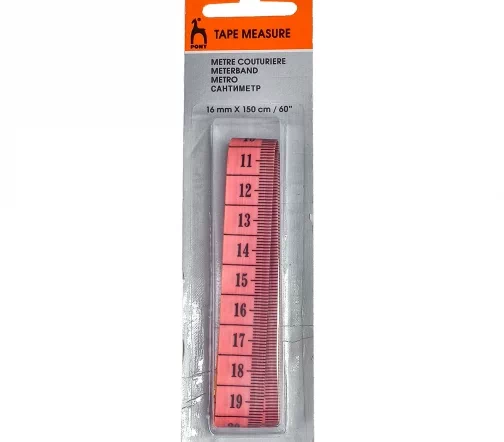 PONY
TAPE MEASURE
METRE COUTURIERE
METERBAND
METRO
САНТИМЕТР
16 mm X 150 cm / 60"
11
12
13
14
15
16
17
18
19